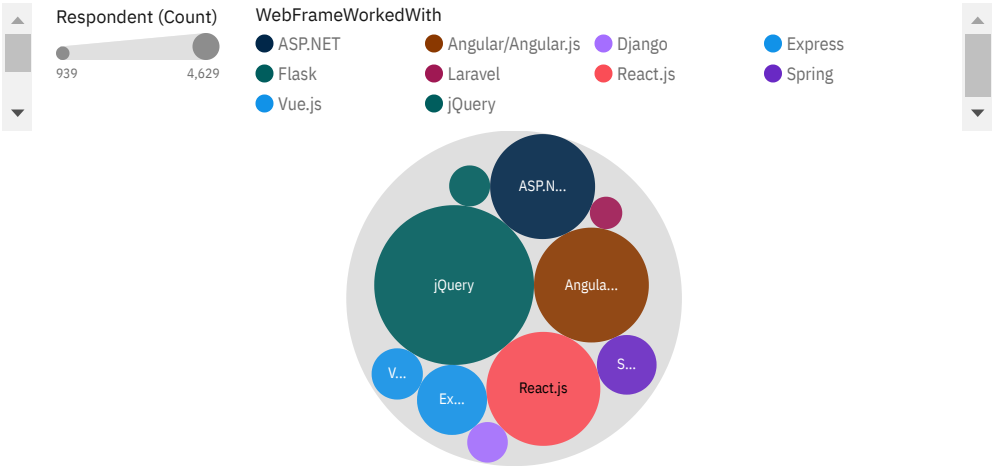 Respondent (Count)
939
4,629
WebFrameWorkedWith
ASP.NET
Angular/Angular.js
Django
Express
Flask
Laravel
React.js
Spring
Vue.js
jQuery
ASP.N...
jQuery
Angula...
S...
V...
React.js
Ex...